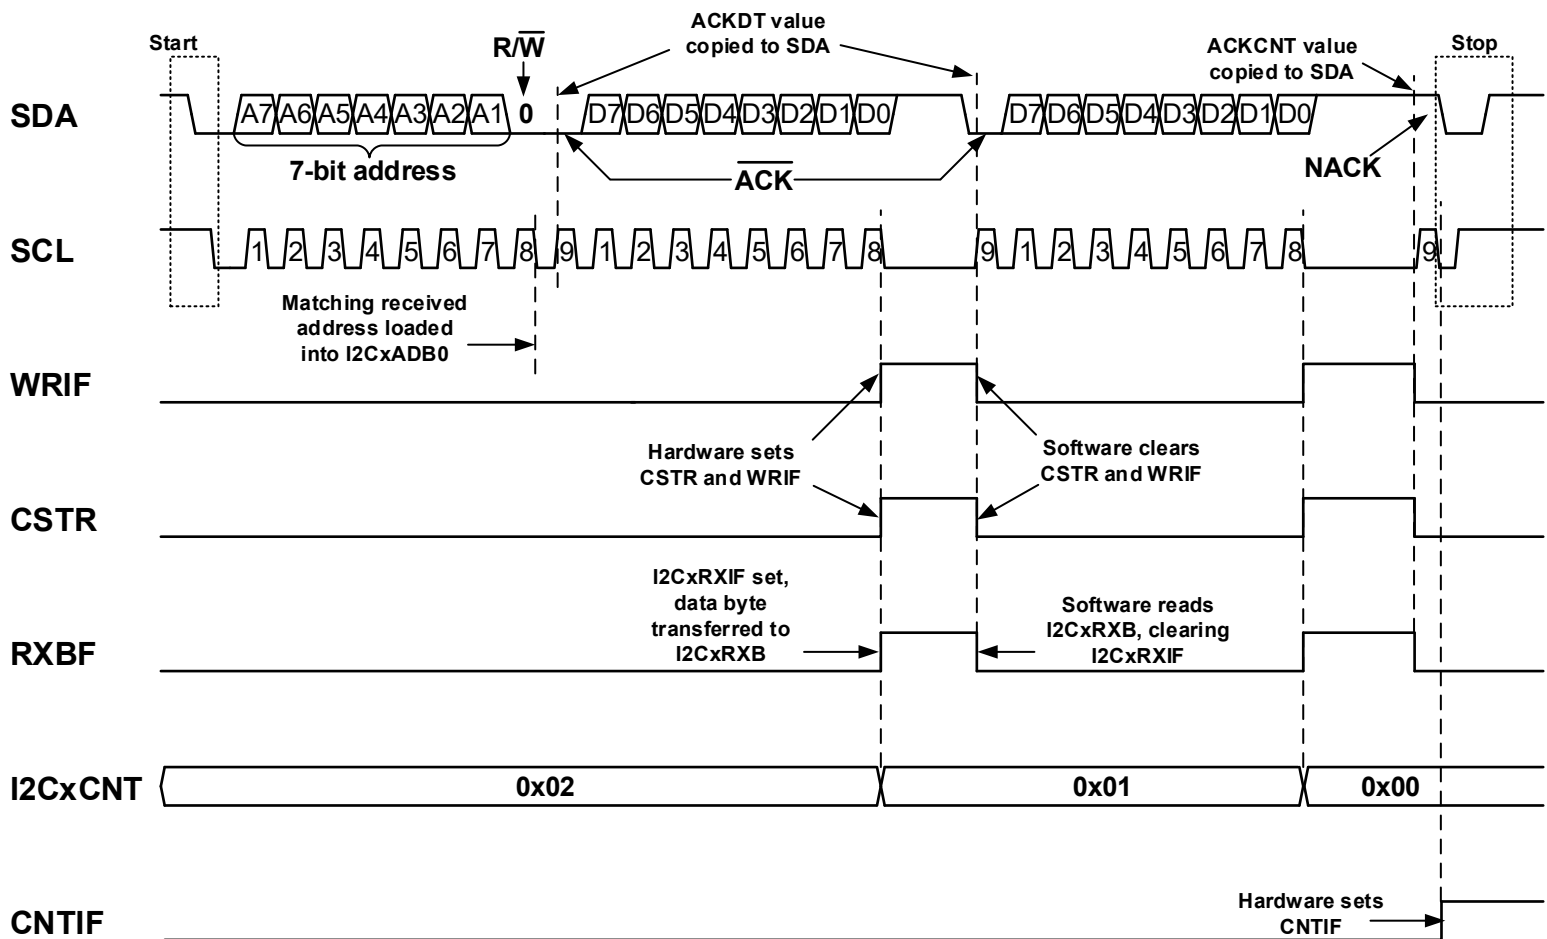 ACKDT value
copied to SDA
Start
R/W
ACKCNT value
copied to SDA
Stop
SDA
A7 A6 A5 A4 A3 A2 A1 0 D7 D6 D5 D4 D3 D2 D1 D0 D7 D6 D5 D4 D3 D2 D1 D0
7-bit address
ACK
NACK
SCL
1 2 3 4 5 6 7 8 9 1 2 3 4 5 6 7 8 9 1 2 3 4 5 6 7 8 9
Matching received
address loaded
into I2CxADB0
WRIF
Hardware sets
CSTR and WRIF
Software clears
CSTR and WRIF
CSTR
I2CxRXIF set,
data byte
transferred to
I2CxRXB
Software reads
I2CxRXB, clearing
I2CxRXIF
RXBF
I2CxCNT
0x02 0x01 0x00
Hardware sets
CNTIF
CNTIF